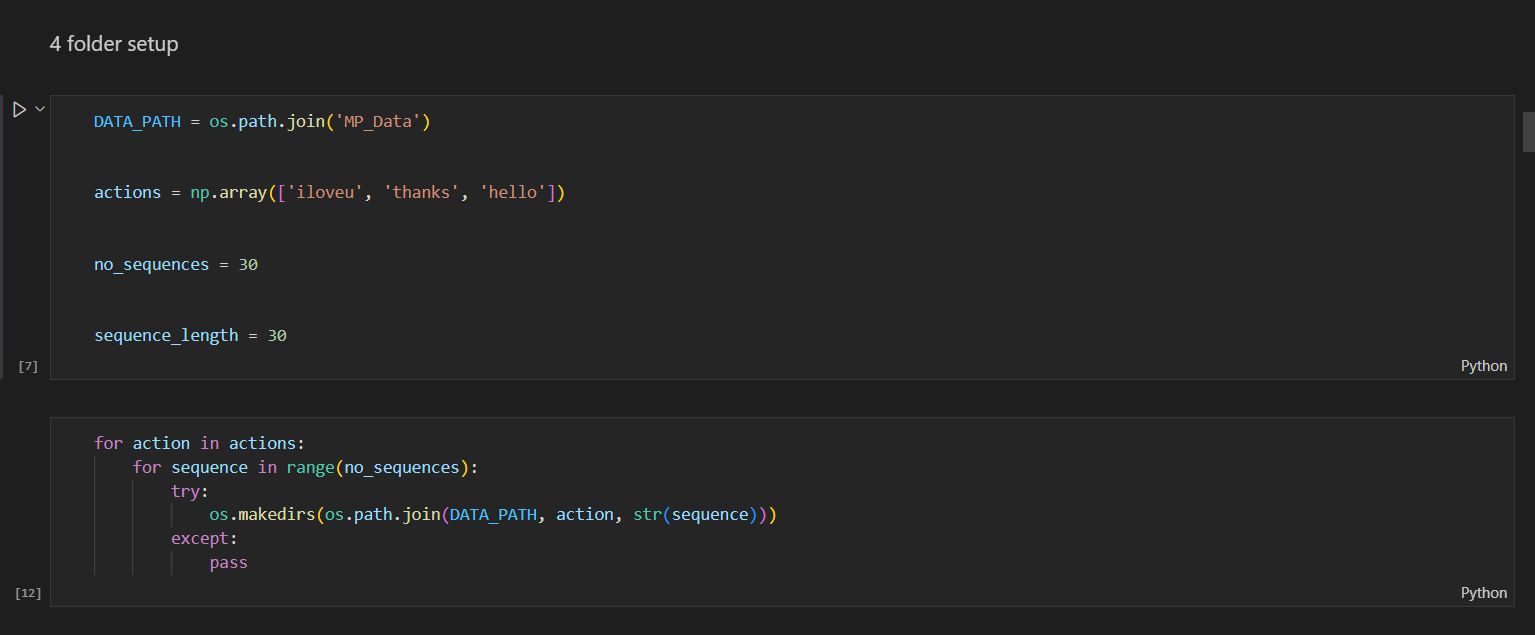 4 folder setup
DATA_PATH = os.path.join('MP_Data')
actions = np.array(['iloveu', 'thanks', 'hello'])
no_sequences = 30
sequence_length = 30
[7]
Python
for action in actions:
    for sequence in range(no_sequences):
        try:
            os.makedirs(os.path.join(DATA_PATH, action, str(sequence)))
        except:
            pass
[12]
Python